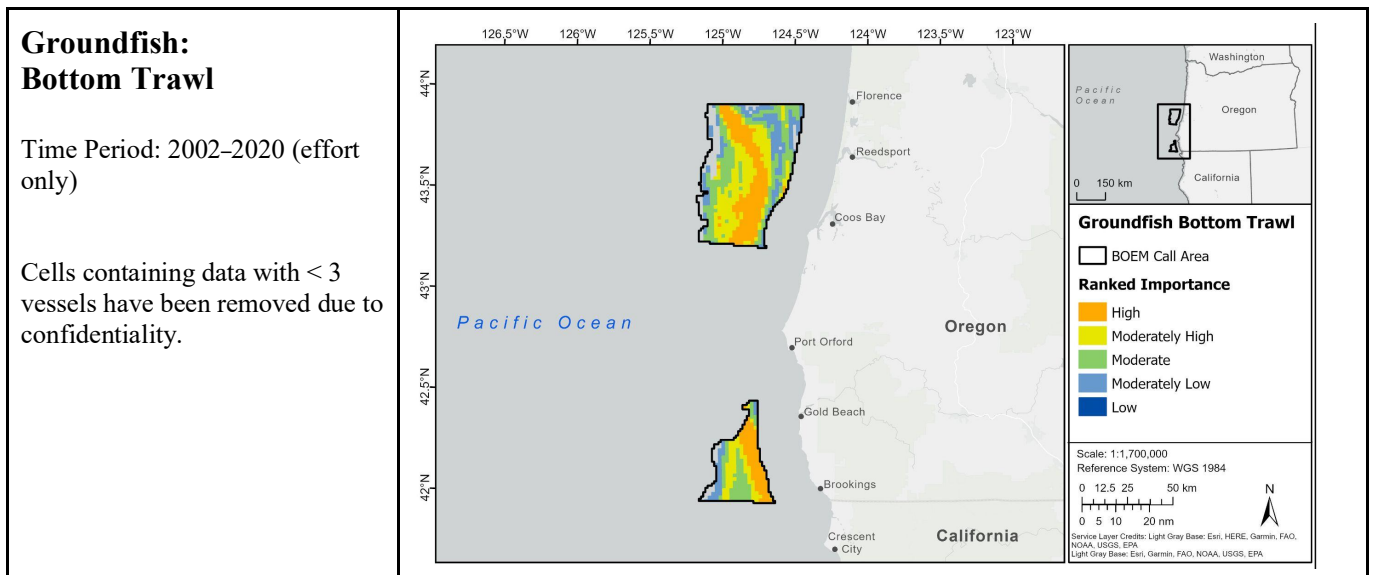 Groundfish:
Bottom Trawl
Time Period: 2002–2020 (effort
only)
Cells containing data with < 3
vessels have been removed due to
confidentiality.
126.5°W 126°W 125.5°W 125°W 124.5°W 124°W 123.5°W 123°W
44°N
43.5°N
43°N
42.5°N
42°N
Florence
Reedsport
Coos Bay
Pacific Ocean
Oregon
Port Orford
Gold Beach
Brookings
Crescent
City
California
Washington
Pacific
Ocean
Oregon
California
0 150 km
Groundfish Bottom Trawl
BOEM Call Area
Ranked Importance
High
Moderately High
Moderate
Moderately Low
Low
Scale: 1:1,700,000
Reference System: WGS 1984
0 12.5 25 50 km
0 5 10 20 nm
N
Service Layer Credits: Light Gray Base: Esri, HERE, Garmin, FAO,
NOAA, USGS, EPA
Light Gray Base: Esri, Garmin, FAO, NOAA, USGS, EPA